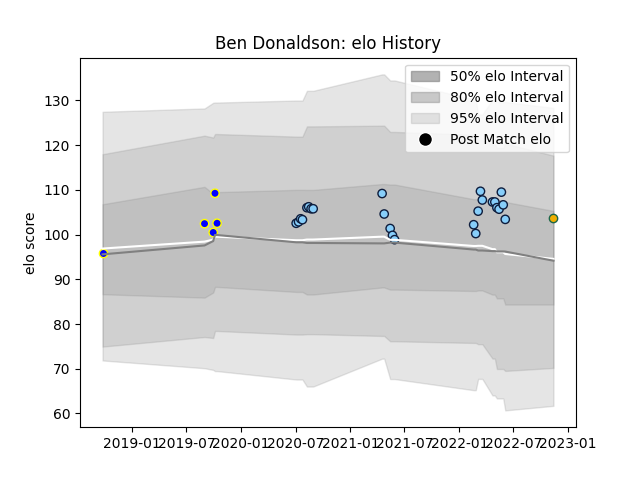 Ben Donaldson: elo History
50% elo Interval
80% elo Interval
95% elo Interval
Post Match elo
elo score
130
120
110
100
90
80
70
60
2019-01 2019-07 2020-01 2020-07 2021-01 2021-07 2022-01 2022-07 2023-01